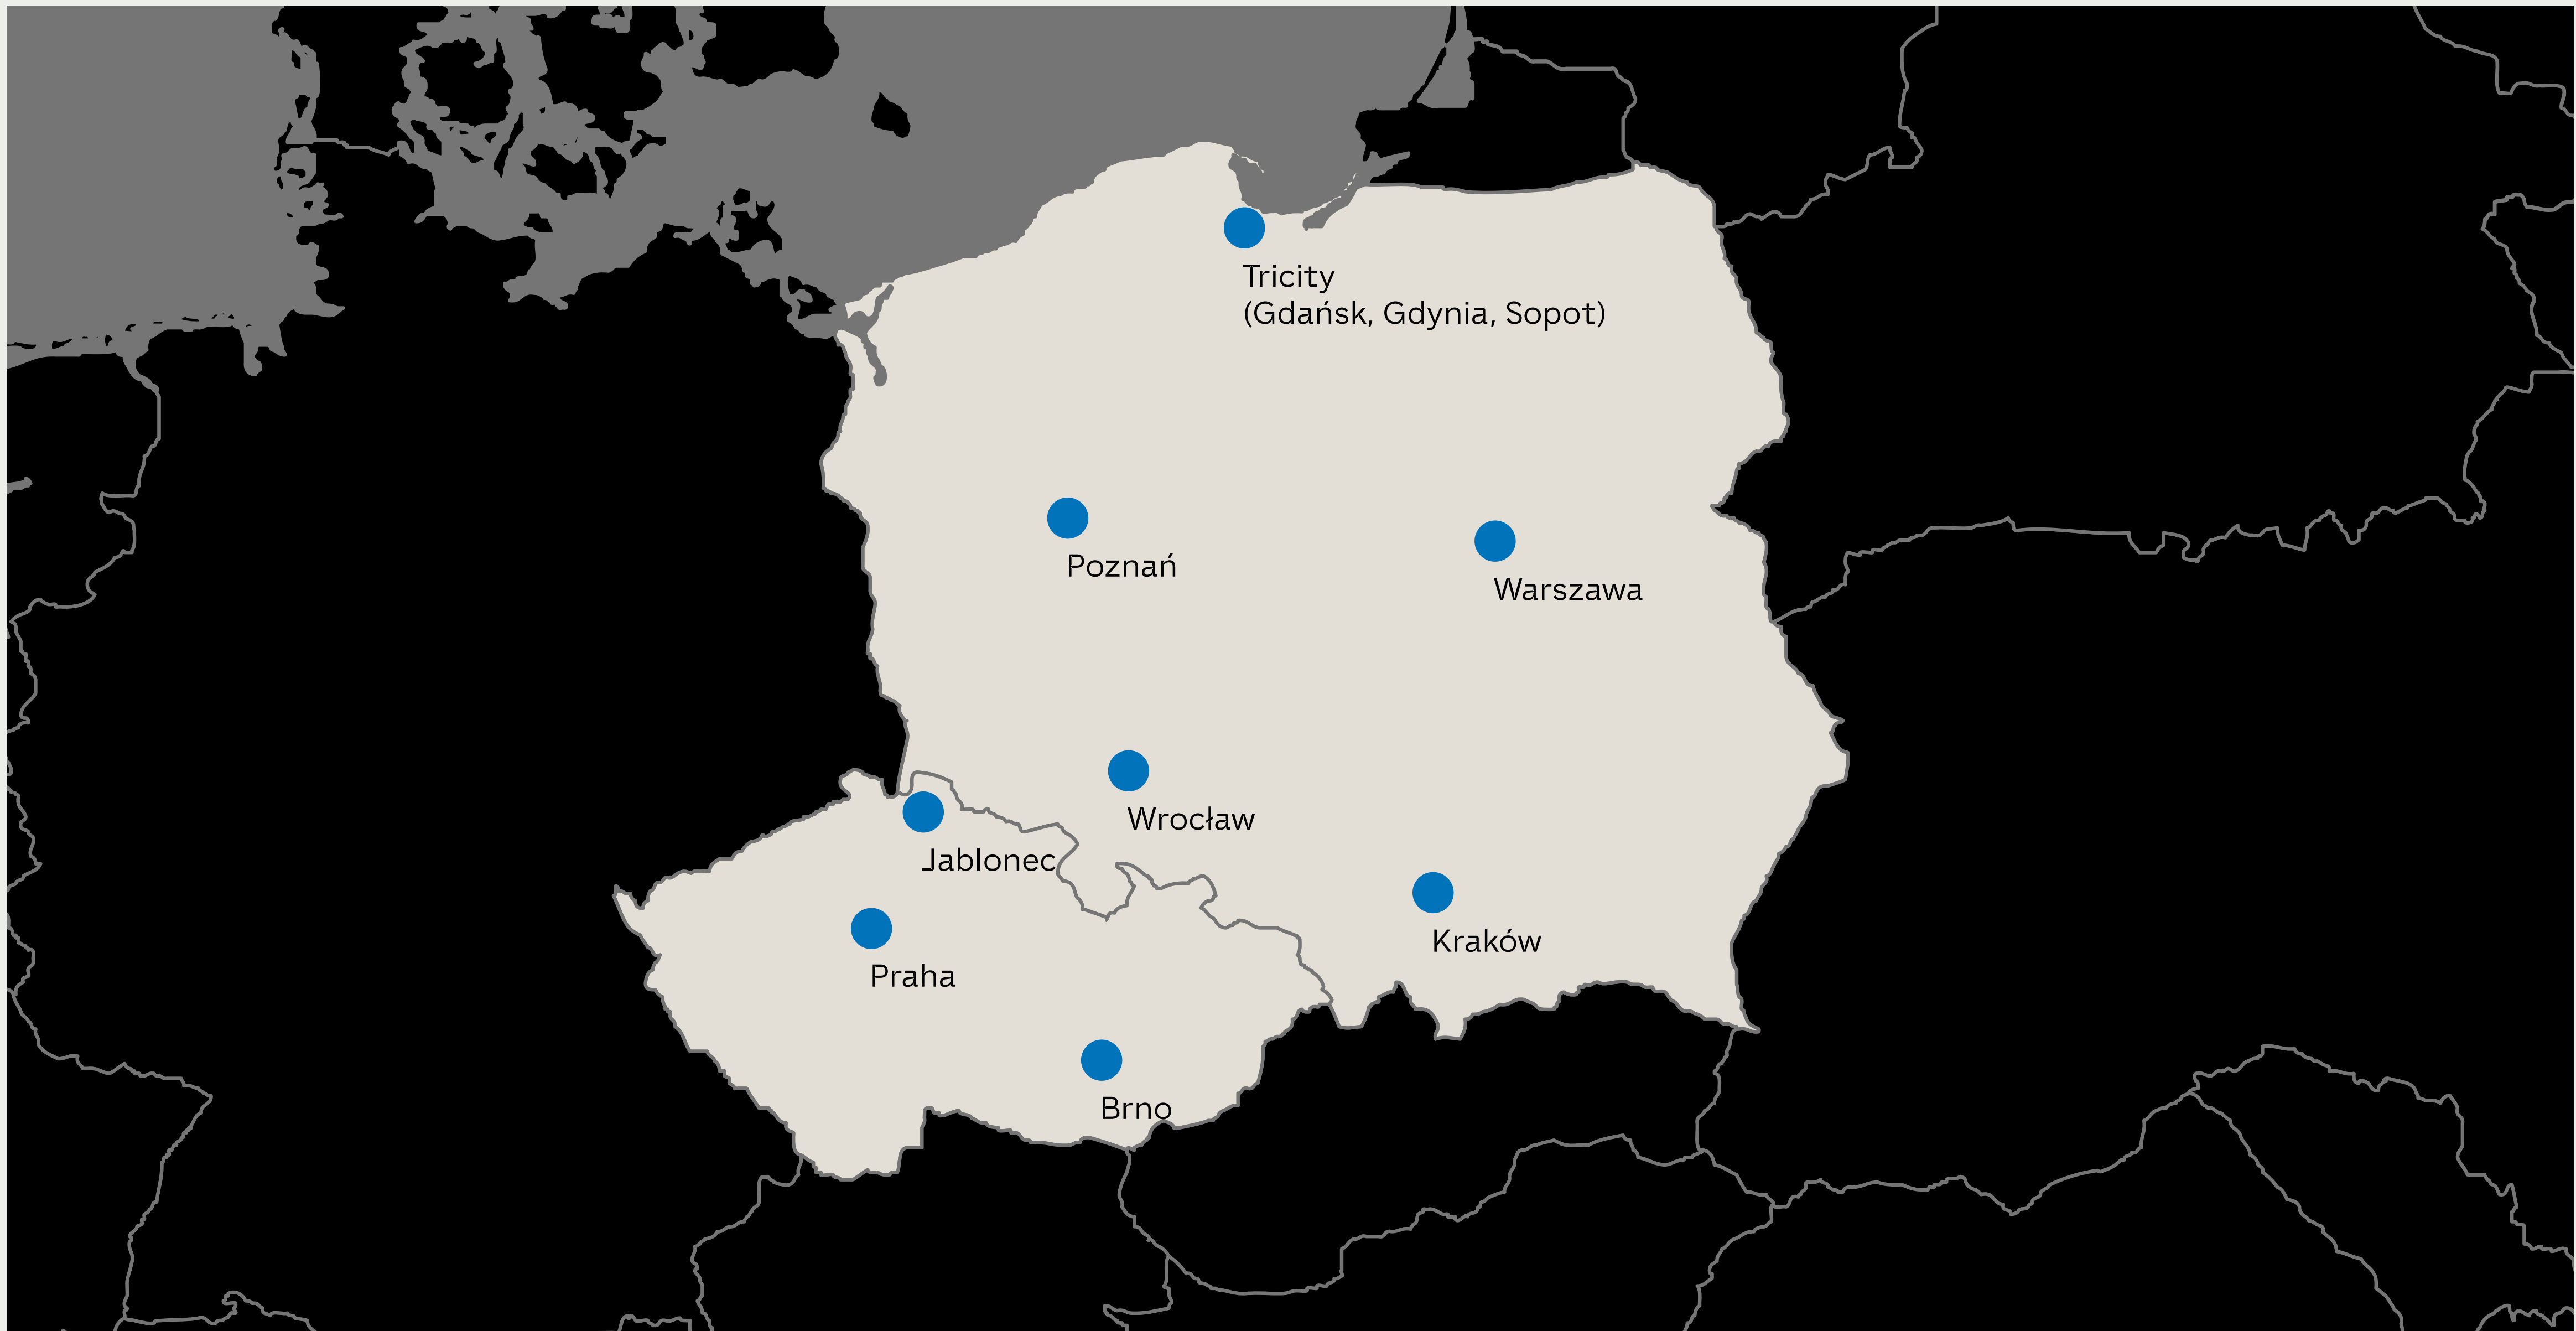 Tricity
(Gdańsk, Gdynia, Sopot)
Poznań
Warszawa
Wrocław
Jablonec
Kraków
Praha
Brno